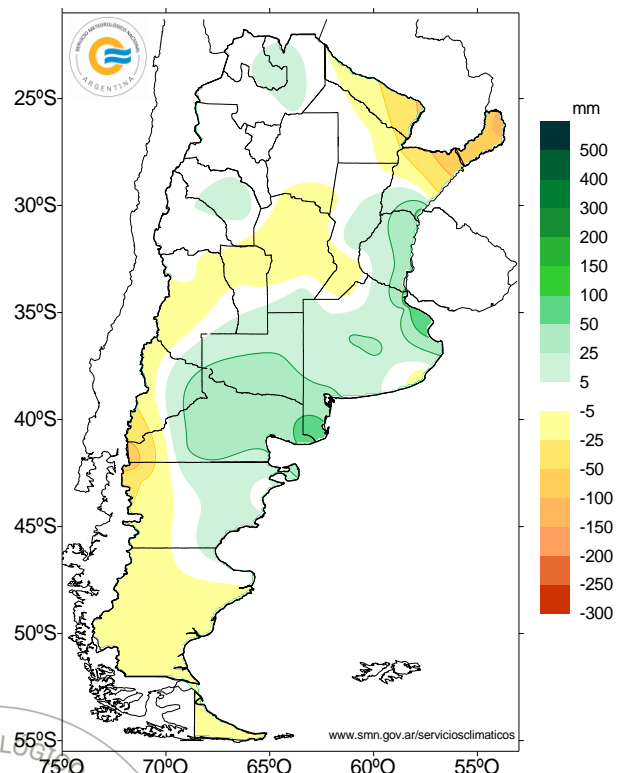 SERVICIO METEOROLÓGICO NACIONAL
ARGENTINA
25ºS
30ºS
35ºS
40ºS
45ºS
50ºS
55ºS
75O
70ºO
65ºO
60ºO
55ºO
mm
500
400
300
200
150
100
50
25
5
-5
-25
-50
-100
-150
-200
-250
-300
www.smn.gov.ar/serviciosclimaticos
LOGICO